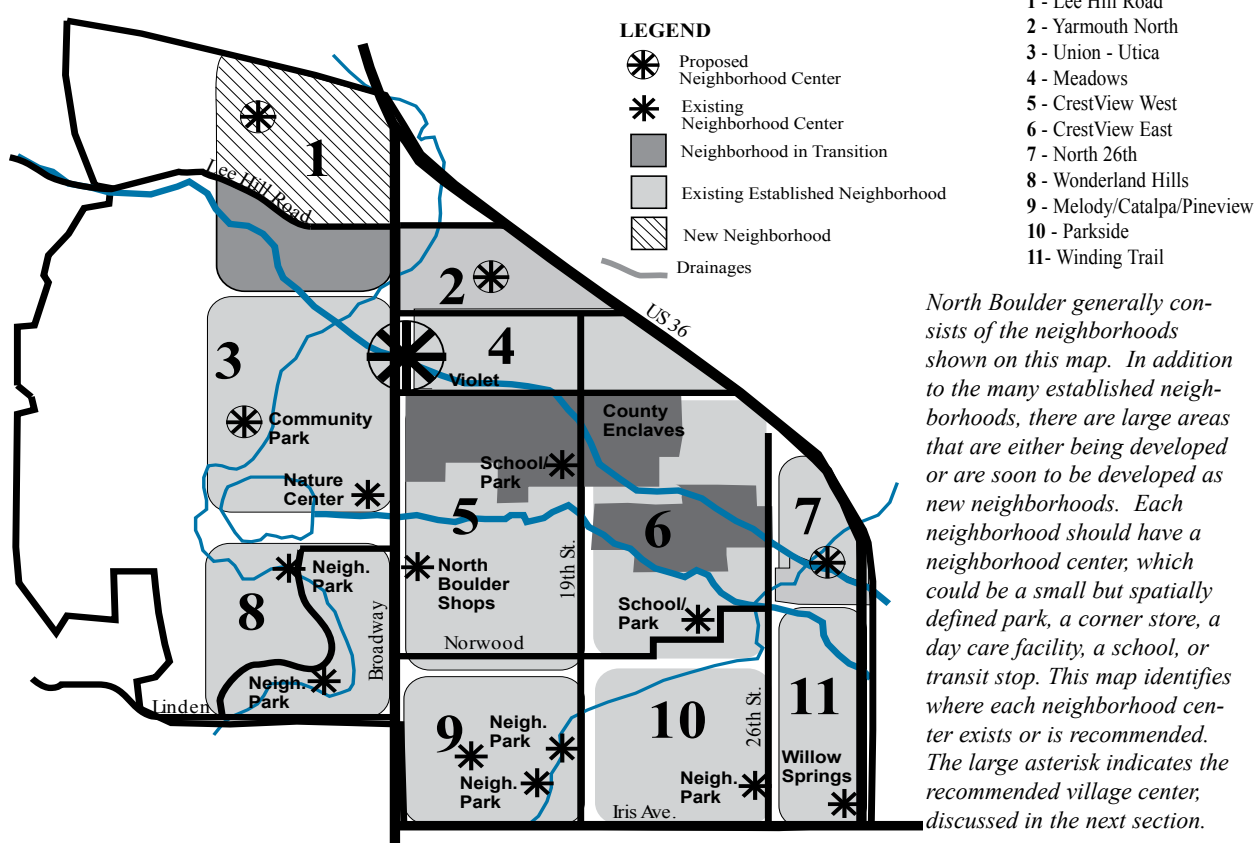 LEGEND
Proposed
Neighborhood Center
Existing
Neighborhood Center
Neighborhood in Transition
Existing Established Neighborhood
New Neighborhood
Drainages
1 - Lee Hill Road
2 - Yarmouth North
3 - Union - Utica
4 - Meadows
5 - CrestView West
6 - CrestView East
7 - North 26th
8 - Wonderland Hills
9 - Melody/Catalpa/Pineview
10 - Parkside
11- Winding Trail
North Boulder generally con-
sists of the neighborhoods
shown on this map. In addition
to the many established neigh-
borhoods, there are large areas
that are either being developed
or are soon to be developed as
new neighborhoods. Each
neighborhood should have a
neighborhood center, which
could be a small but spatially
defined park, a corner store, a
day care facility, a school, or
transit stop. This map identifies
where each neighborhood cen-
ter exists or is recommended.
The large asterisk indicates the
recommended village center,
discussed in the next section.
1
Lee Hill Road
2
US 36
3
4
Violet
Community
Park
County
Enclaves
School/
Park
Nature
Center
5
6
7
Neigh.
Park
North
Boulder
Shops
19th St.
8
School/
Park
Broadway
Norwood
Neigh.
Park
Linden
9
Neigh.
Park
Neigh.
Park
10
26th St.
11
Neigh.
Park
Willow
Springs
Iris Ave.